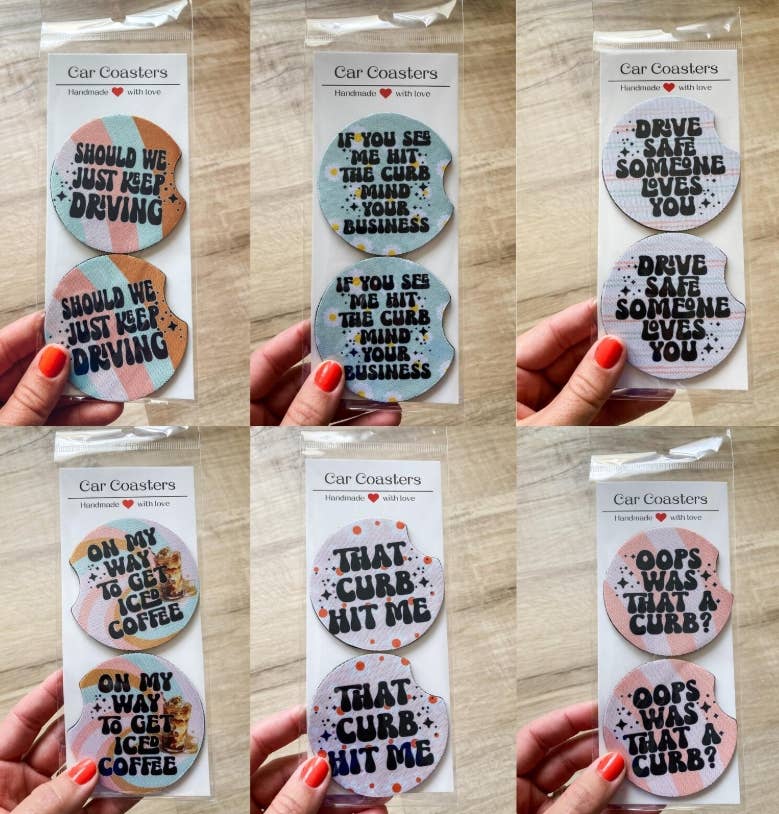 Car Coasters
Handmade ❤ with love
SHOULD WE
JUST KEEP
DRIVING
SHOULD WE
JUST KEEP
DRIVING
Car Coasters
Handmade ❤ with love
IF YOU SEE
ME HIT
THE CURB
MIND
YOUR
BUSINESS
IF YOU SEE
ME HIT
THE CURB
MIND
YOUR
BUSINESS
Car Coasters
Handmade ❤ with love
DRIVE
SAFE
SOMEONE
LOVES
YOU
DRIVE
SAFE
SOMEONE
LOVES
YOU
Car Coasters
Handmade ❤ with love
ON MY
WAY
TO GET
ICED
COFFEE
ON MY
WAY
TO GET
ICED
COFFEE
Car Coasters
Handmade ❤ with love
THAT
CURB
HIT ME
THAT
CURB
HIT ME
Car Coasters
Handmade ❤ with love
OOPS
WAS
THAT A
CURB?
OOPS
WAS
THAT A
CURB?